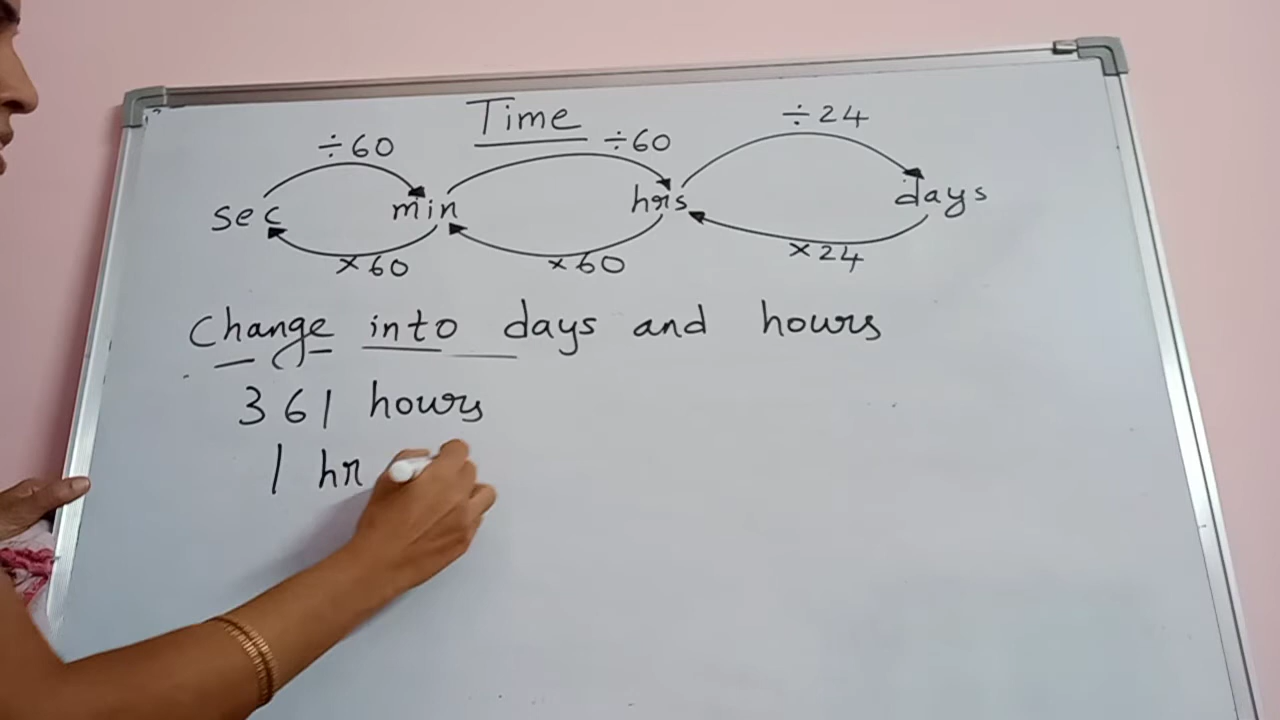 Time
÷60 ÷60 ÷24
sec min hrs days
×60 ×60 ×24
Change into days and hours
361 hours
1 hr